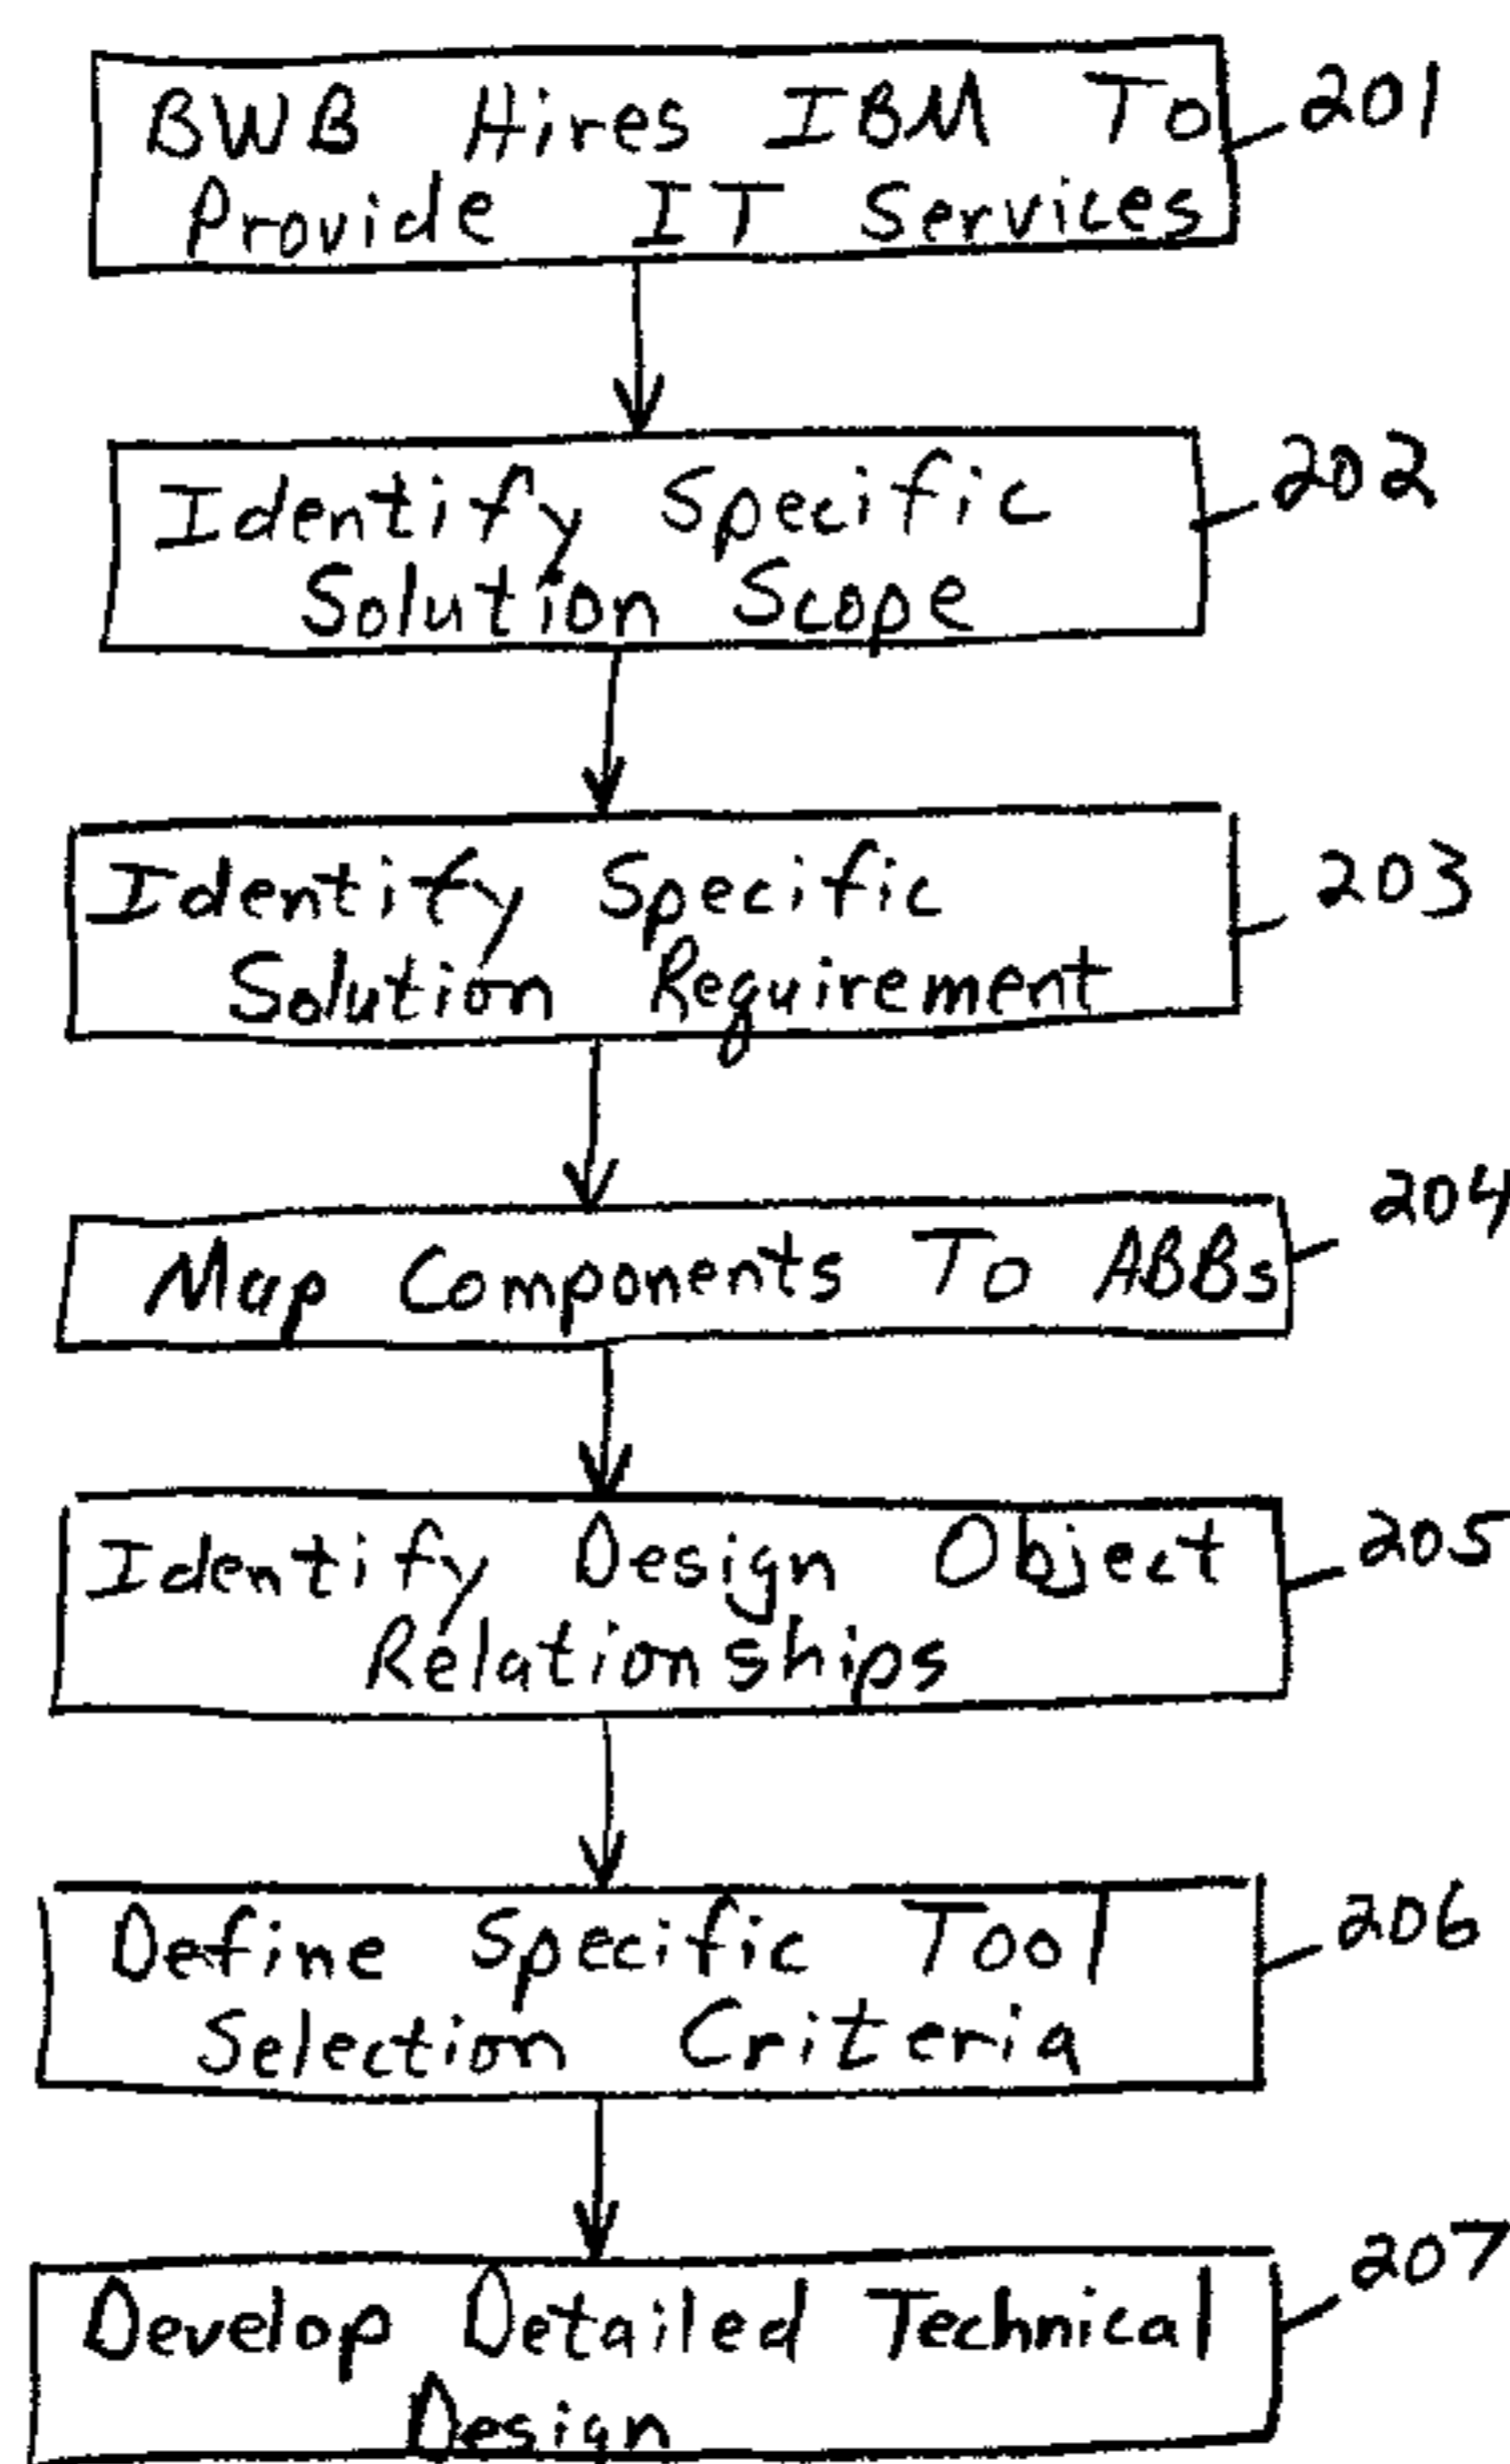 BWB Hires IBM To
Provide IT Services
201
Identify Specific
Solution Scope
202
Identify Specific
Solution Requirement
203
Map Components To ABBs
204
Identify Design Object
Relationships
205
Define Specific Tool
Selection Criteria
206
Develop Detailed Technical
Design
207